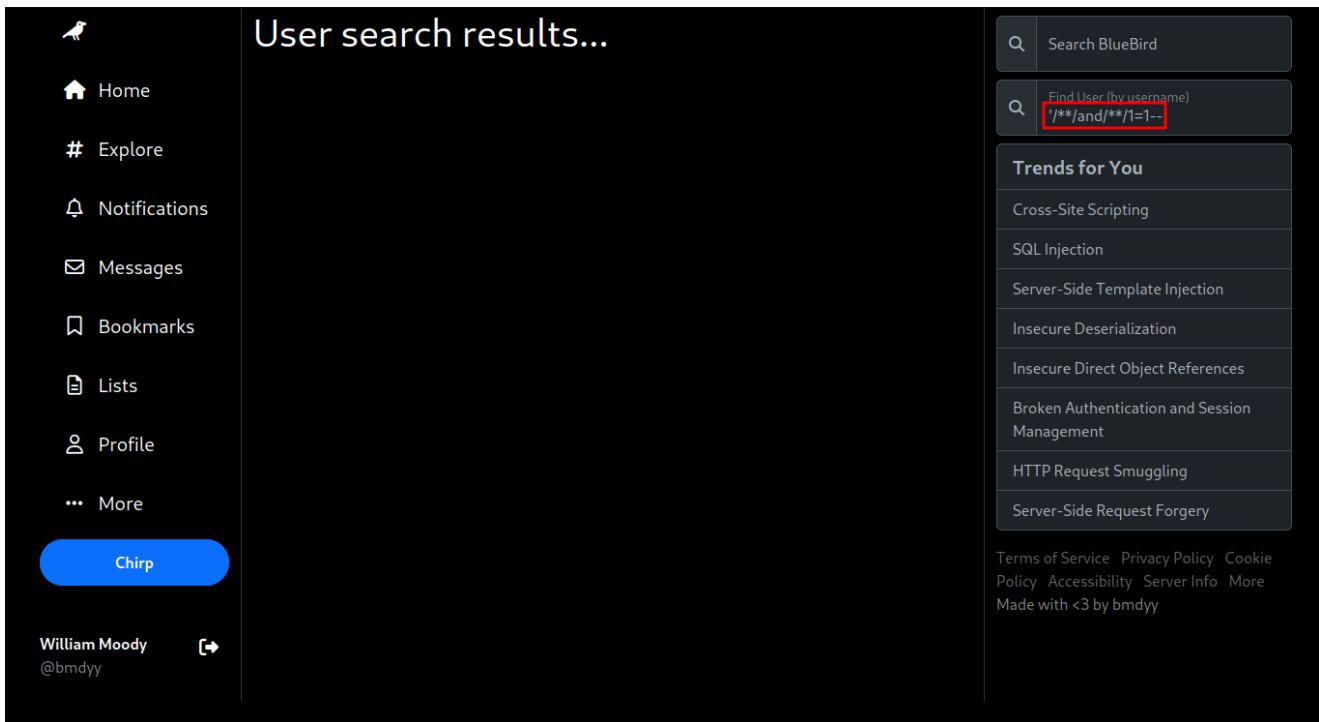 Home
Explore
Notifications
Messages
Bookmarks
Lists
Profile
More
Chirp
William Moody
@bmdyy
User search results...
Search BlueBird
Find User (by username)
'/**/and/**/1=1--
Trends for You
Cross-Site Scripting
SQL Injection
Server-Side Template Injection
Insecure Deserialization
Insecure Direct Object References
Broken Authentication and Session
Management
HTTP Request Smuggling
Server-Side Request Forgery
Terms of Service Privacy Policy Cookie
Policy Accessibility Server Info More
Made with <3 by bmdyy